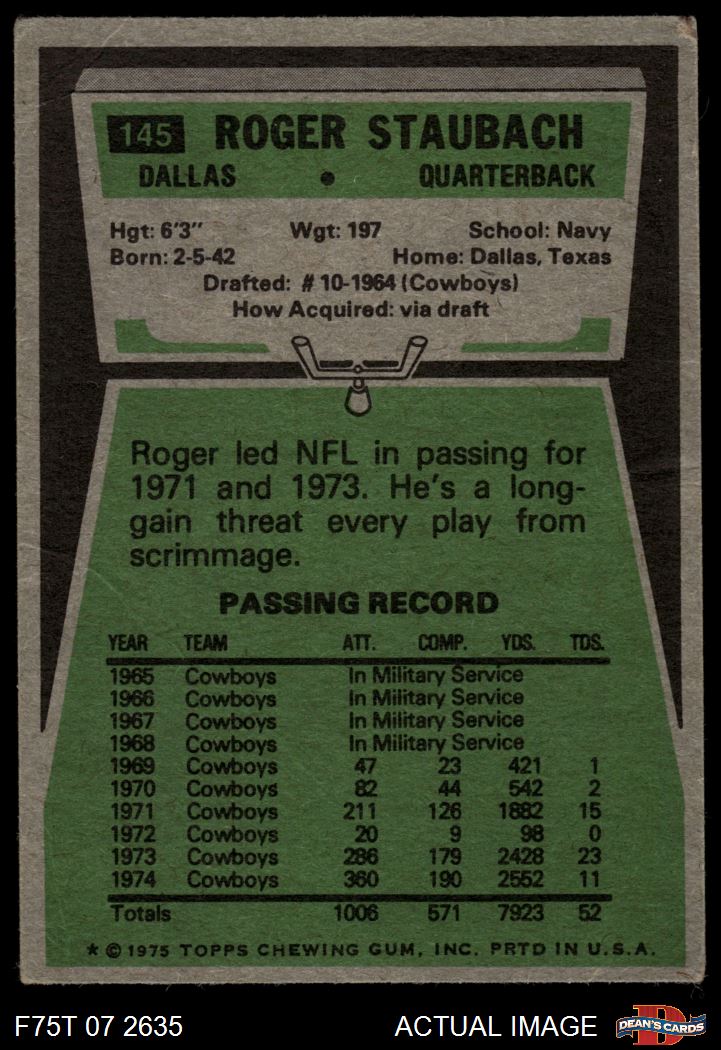 145 ROGER STAUBACH
DALLAS • QUARTERBACK
Hgt: 6'3" Wgt: 197 School: Navy
Born: 2-5-42 Home: Dallas, Texas
Drafted: #10-1964 (Cowboys)
How Acquired: via draft
Roger led NFL in passing for
1971 and 1973. He's a long-
gain threat every play from
scrimmage.
PASSING RECORD
YEAR TEAM ATT. COMP. YDS. TDS.
1965 Cowboys In Military Service
1966 Cowboys In Military Service
1967 Cowboys In Military Service
1968 Cowboys In Military Service
1969 Cowboys 47 23 421 1
1970 Cowboys 82 44 542 2
1971 Cowboys 211 126 1882 15
1972 Cowboys 20 9 98 0
1973 Cowboys 286 179 2428 23
1974 Cowboys 360 190 2552 11
Totals 1006 571 7923 52
* © 1975 TOPPS CHEWING GUM, INC. PRTD IN U.S.A.
F75T 07 2635 ACTUAL IMAGE D DEAN'S CARDS